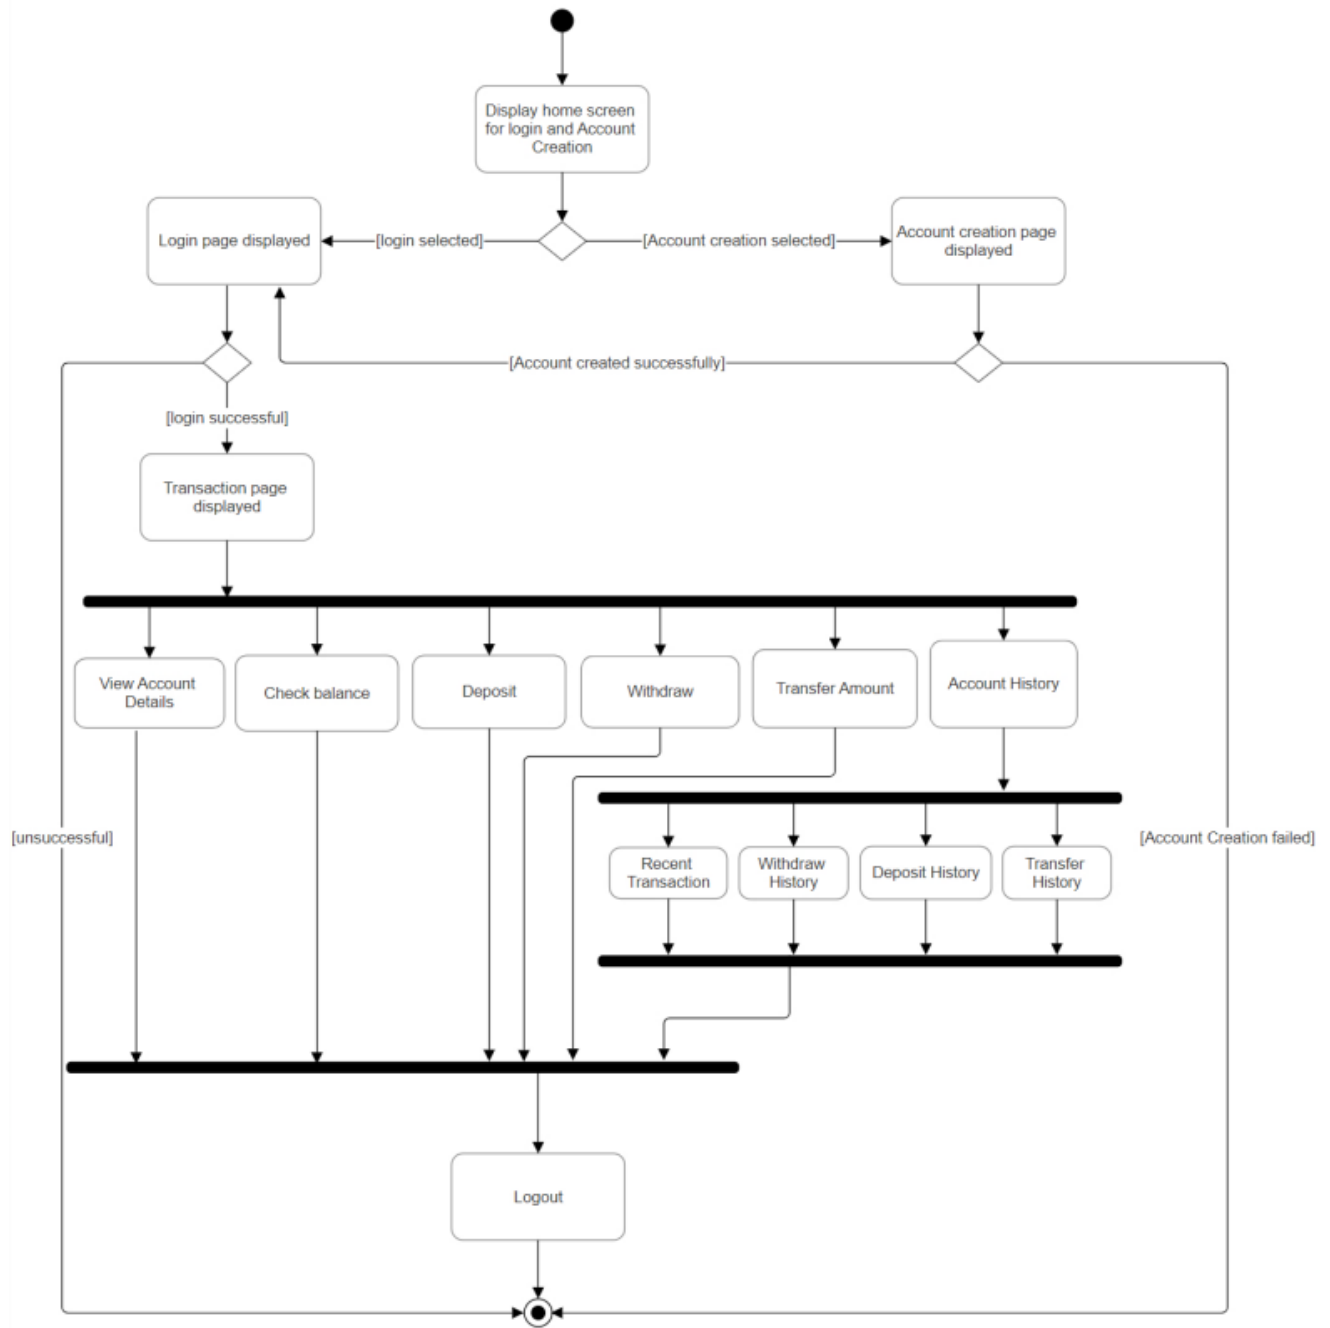 Display home screen
for login and Account
Creation
Login page displayed
[login selected]
[Account creation selected]
Account creation page
displayed
[Account created successfully]
[login successful]
Transaction page
displayed
View Account
Details
Check balance
Deposit
Withdraw
Transfer Amount
Account History
[unsuccessful]
[Account Creation failed]
Recent
Transaction
Withdraw
History
Deposit History
Transfer
History
Logout